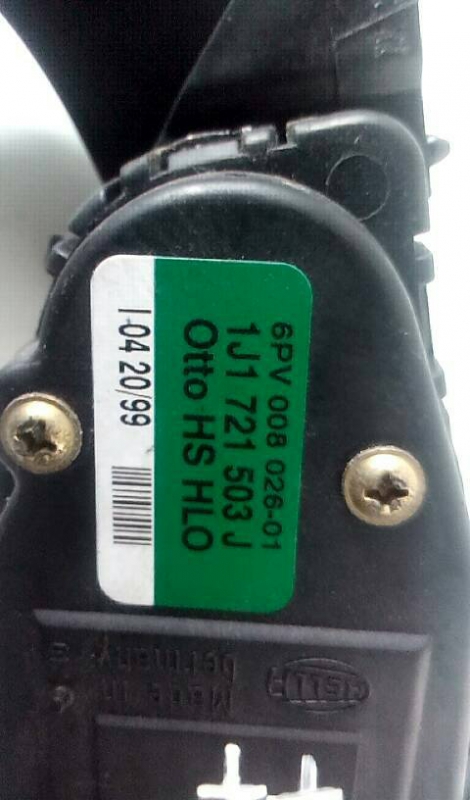 6PV 008 026-01
1J1 721 503 J
Otto HS HLO
I-04 20/99
HELLA
Made in
Germany